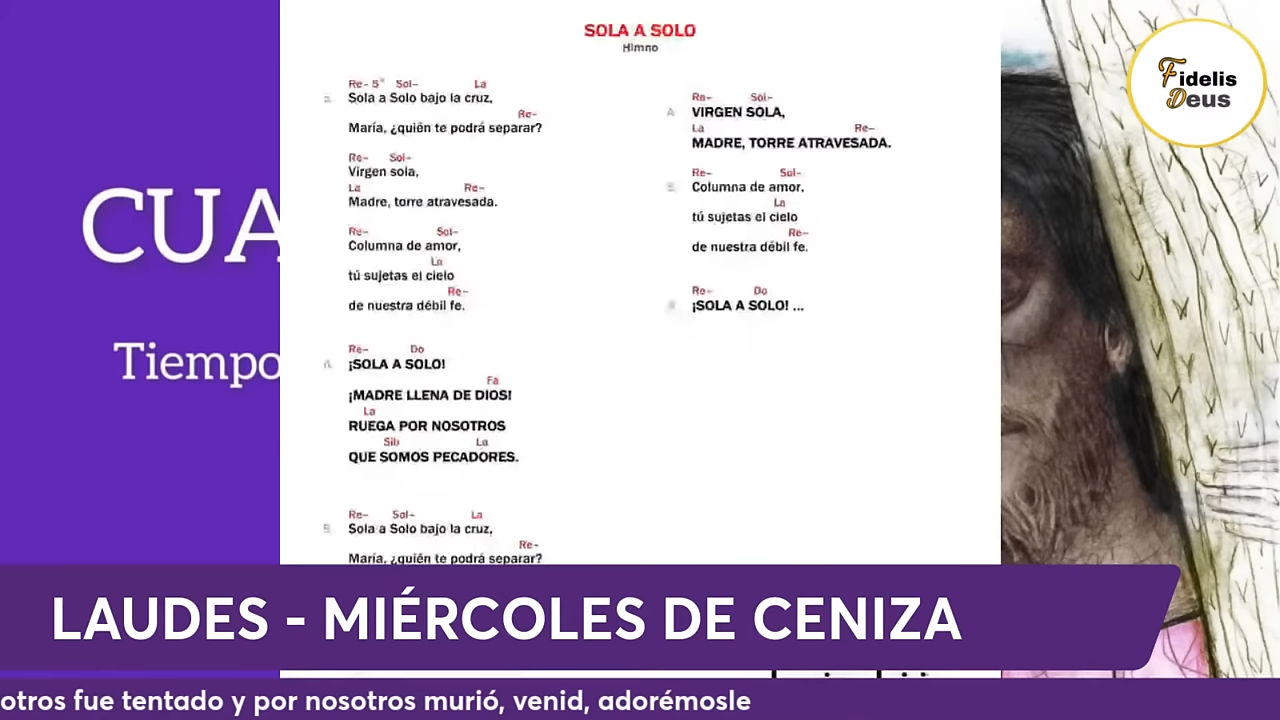 SOLA A SOLO
Himno
Re- 5ª Sol- La
S. Sola a Solo bajo la cruz,
Re-
María, ¿quién te podrá separar?
Re- Sol-
Virgen sola,
La Re-
Madre, torre atravesada.
Re- Sol-
Columna de amor,
La
tú sujetas el cielo
Re-
de nuestra débil fe.
Re- Do
A. ¡SOLA A SOLO!
Fa
¡MADRE LLENA DE DIOS!
La
RUEGA POR NOSOTROS
Sib La
QUE SOMOS PECADORES.
Re- Sol- La
S. Sola a Solo bajo la cruz,
Re-
María, ¿quién te podrá separar?
Re- Sol-
A. VIRGEN SOLA,
La Re-
MADRE, TORRE ATRAVESADA.
Re- Sol-
S. Columna de amor,
La
tú sujetas el cielo
Re-
de nuestra débil fe.
Re- Do
¡SOLA A SOLO! ...
Fidelis
Deus
CUA
Tiempo
LAUDES - MIÉRCOLES DE CENIZA
otros fue tentado y por nosotros murió, venid, adorémosle